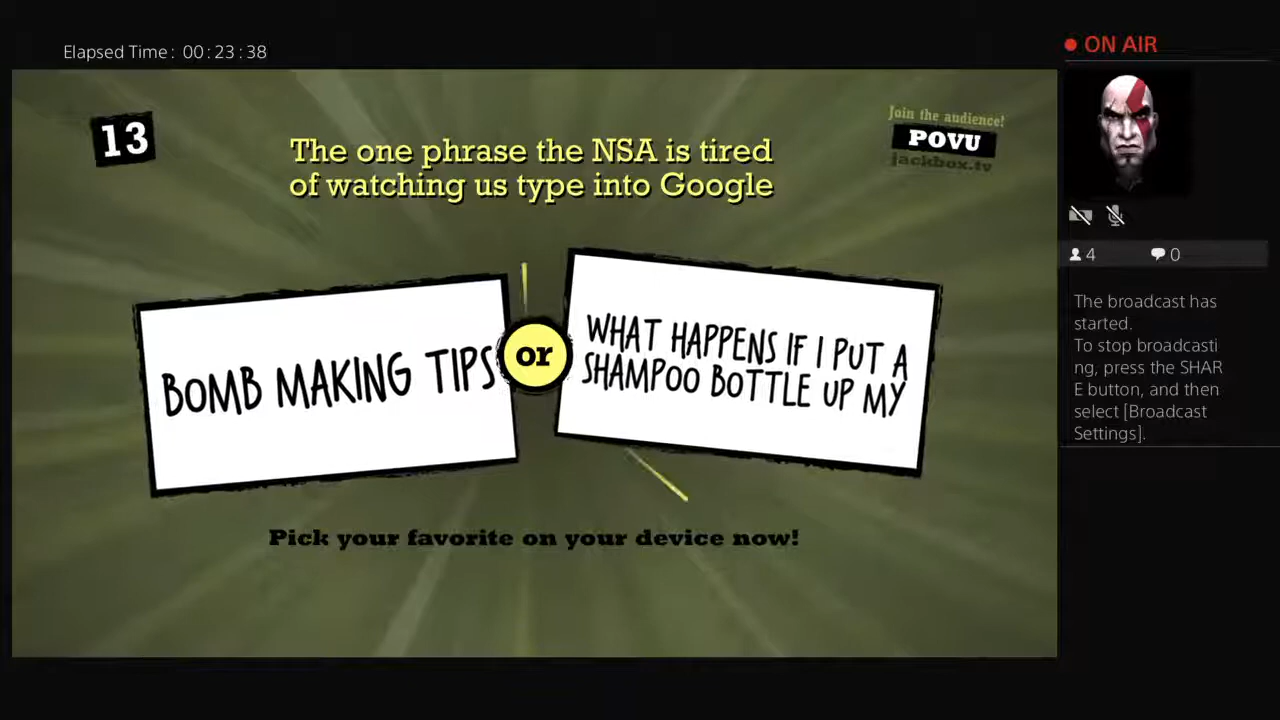 Elapsed Time: 00:23:38
ON AIR
13
The one phrase the NSA is tired
of watching us type into Google
Join the audience!
POVU
jackbox.tv
BOMB MAKING TIPS
or
WHAT HAPPENS IF I PUT A
SHAMPOO BOTTLE UP MY
Pick your favorite on your device now!
4
0
The broadcast has
started.
To stop broadcasti
ng, press the SHAR
E button, and then
select [Broadcast
Settings].